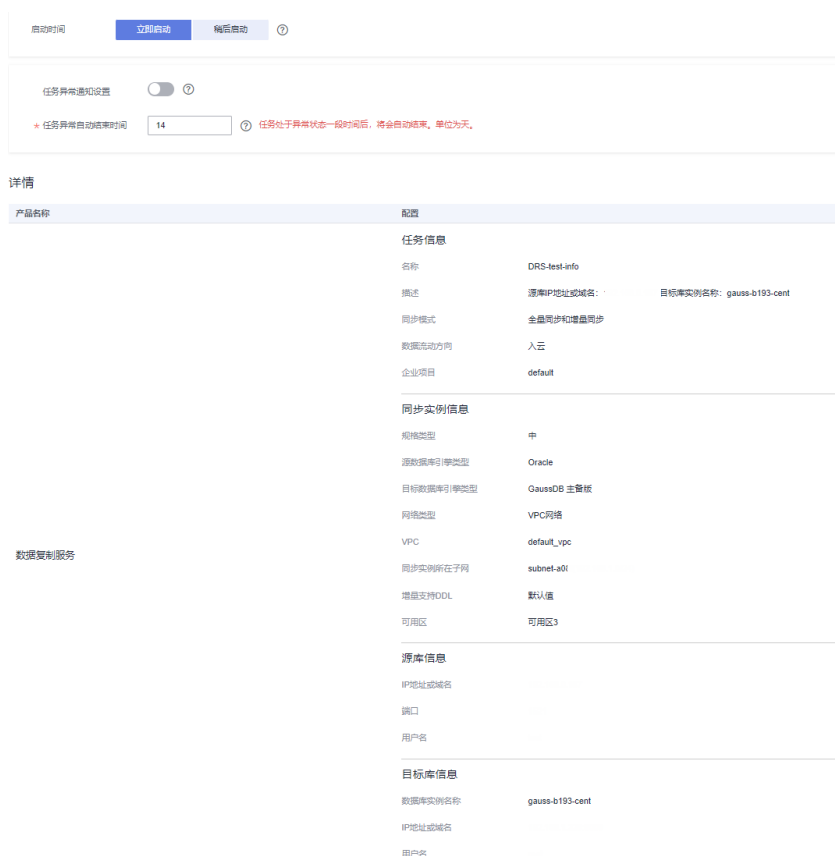 启动时间 立即启动 稍后启动
任务异常通知设置
* 任务异常自动结束时间 14 任务处于异常状态一段时间后，将会自动结束。单位为天。
详情
产品名称 配置
任务信息
名称 DRS-test-info
描述 源库IP地址或域名： 目标库实例名称：gauss-b193-cent
同步模式 全量同步和增量同步
数据流动方向 入云
企业项目 default
同步实例信息
规格类型 中
源数据库引擎类型 Oracle
目标数据库引擎类型 GaussDB 主备版
网络类型 VPC网络
VPC default_vpc
数据复制服务
同步实例所在子网 subnet-a0
增量支持DDL 默认值
可用区 可用区3
源库信息
IP地址或域名
端口
用户名
目标库信息
数据库实例名称 gauss-b193-cent
IP地址或域名
用户名